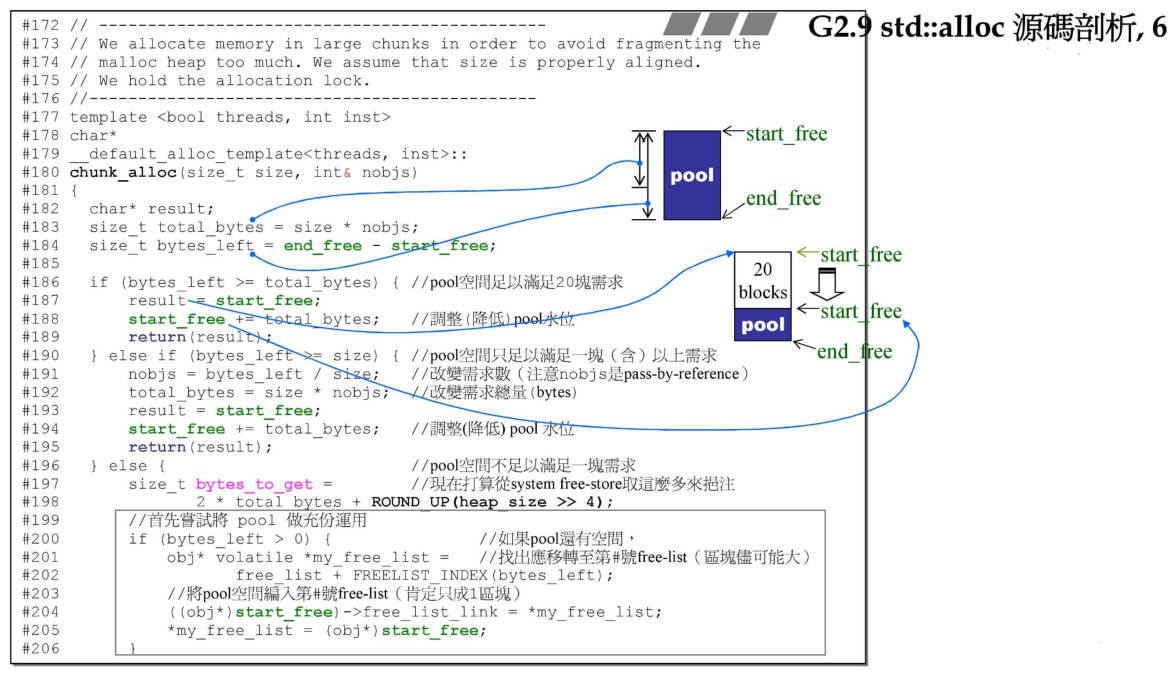 G2.9 std::alloc 源碼剖析, 6
#172 // ---------------------------------------------
#173 // We allocate memory in large chunks in order to avoid fragmenting the
#174 // malloc heap too much. We assume that size is properly aligned.
#175 // We hold the allocation lock.
#176 //---------------------------------------------
#177 template <bool threads, int inst>
#178 char*
#179 __default_alloc_template<threads, inst>::
#180 chunk_alloc(size_t size, int& nobjs)
#181 {
#182   char* result;
#183   size_t total_bytes = size * nobjs;
#184   size_t bytes_left = end_free - start_free;
#185
#186   if (bytes_left >= total_bytes) { //pool空間足以滿足20塊需求
#187       result = start_free;
#188       start_free += total_bytes;   //調整(降低)pool水位
#189       return(result);
#190   } else if (bytes_left >= size) { //pool空間只足以滿足一塊（含）以上需求
#191       nobjs = bytes_left / size;   //改變需求數（注意nobjs是pass-by-reference）
#192       total_bytes = size * nobjs;  //改變需求總量(bytes)
#193       result = start_free;
#194       start_free += total_bytes;   //調整(降低) pool 水位
#195       return(result);
#196   } else {                         //pool空間不足以滿足一塊需求
#197       size_t bytes_to_get =        //現在打算從system free-store取這麼多來挹注
#198              2 * total_bytes + ROUND_UP(heap_size >> 4);
#199       //首先嘗試將 pool 做充份運用
#200       if (bytes_left > 0) {               //如果pool還有空間，
#201           obj* volatile *my_free_list =   //找出應移轉至第#號free-list（區塊儘可能大）
#202                  free_list + FREELIST_INDEX(bytes_left);
#203           //將pool空間編入第#號free-list（肯定只成1區塊）
#204           ((obj*)start_free)->free_list_link = *my_free_list;
#205           *my_free_list = (obj*)start_free;
#206       }
start_free
pool
end_free
start_free
20
blocks
start_free
pool
end_free